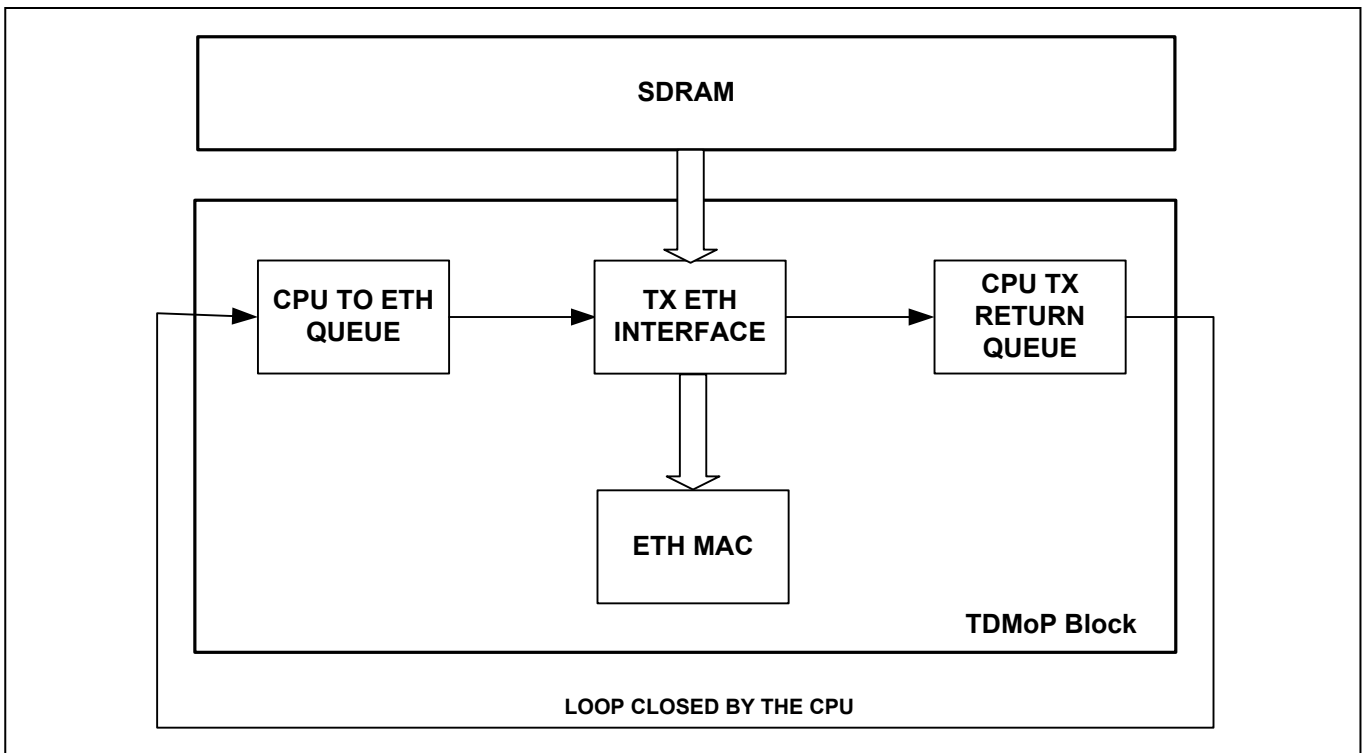 SDRAM
CPU TO ETH
QUEUE
TX ETH
INTERFACE
CPU TX
RETURN
QUEUE
ETH MAC
TDMoP Block
LOOP CLOSED BY THE CPU